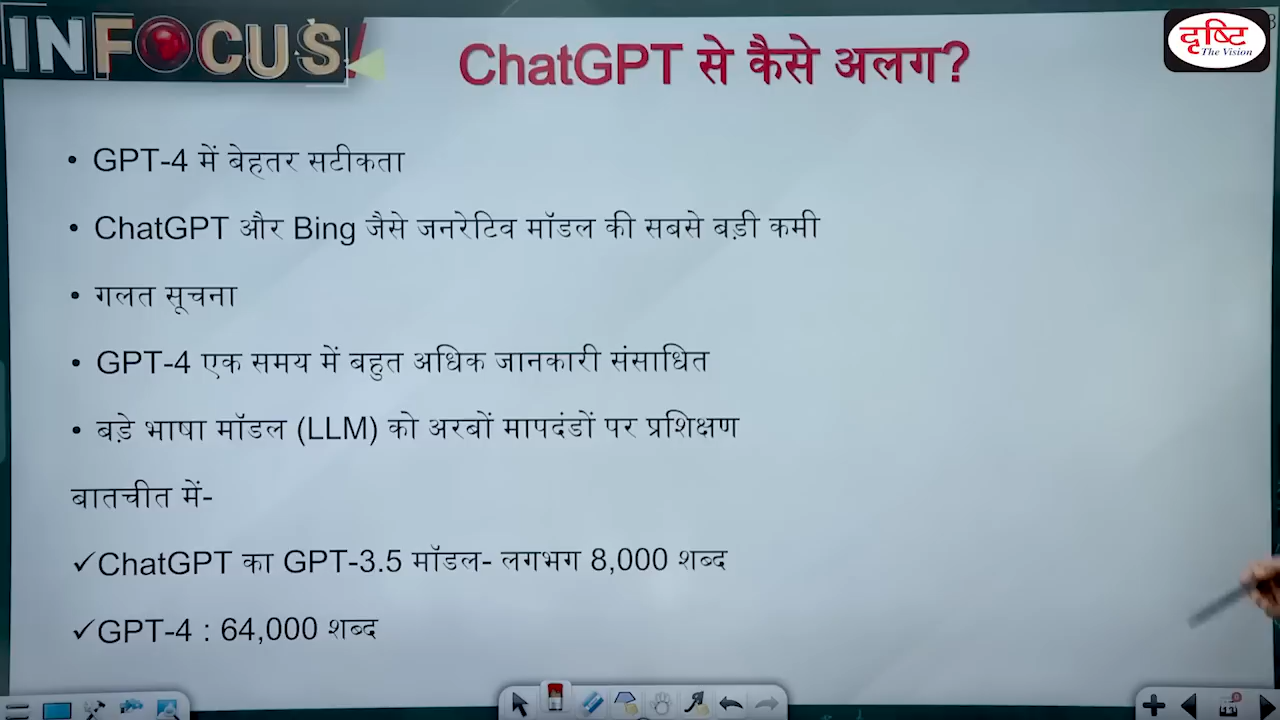 INFOCUS!
ChatGPT से कैसे अलग?
दृष्टि
The Vision
• GPT-4 में बेहतर सटीकता
• ChatGPT और Bing जैसे जनरेटिव मॉडल की सबसे बड़ी कमी
• गलत सूचना
• GPT-4 एक समय में बहुत अधिक जानकारी संसाधित
• बड़े भाषा मॉडल (LLM) को अरबों मापदंडों पर प्रशिक्षण
बातचीत में-
✓ChatGPT का GPT-3.5 मॉडल- लगभग 8,000 शब्द
✓GPT-4 : 64,000 शब्द